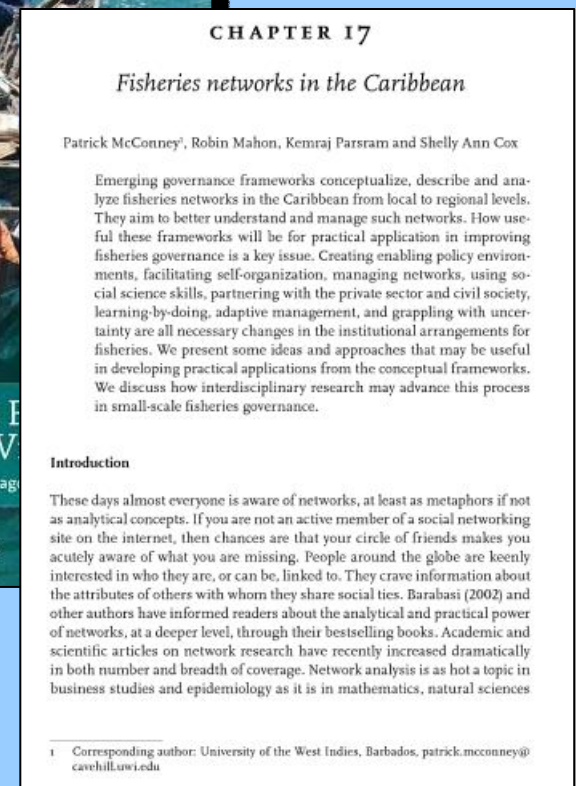 CHAPTER 17
Fisheries networks in the Caribbean
Patrick McConney¹, Robin Mahon, Kemraj Parsram and Shelly Ann Cox
Emerging governance frameworks conceptualize, describe and ana-
lyze fisheries networks in the Caribbean from local to regional levels.
They aim to better understand and manage such networks. How use-
ful these frameworks will be for practical application in improving
fisheries governance is a key issue. Creating enabling policy environ-
ments, facilitating self-organization, managing networks, using so-
cial science skills, partnering with the private sector and civil society,
learning-by-doing, adaptive management, and grappling with uncer-
tainty are all necessary changes in the institutional arrangements for
fisheries. We present some ideas and approaches that may be useful
in developing practical applications from the conceptual frameworks.
We discuss how interdisciplinary research may advance this process
in small-scale fisheries governance.
Introduction
These days almost everyone is aware of networks, at least as metaphors if not
as analytical concepts. If you are not an active member of a social networking
site on the internet, then chances are that your circle of friends makes you
acutely aware of what you are missing. People around the globe are keenly
interested in who they are, or can be, linked to. They crave information about
the attributes of others with whom they share social ties. Barabasi (2002) and
other authors have informed readers about the analytical and practical power
of networks, at a deeper level, through their bestselling books. Academic and
scientific articles on network research have recently increased dramatically
in both number and breadth of coverage. Network analysis is as hot a topic in
business studies and epidemiology as it is in mathematics, natural sciences
1 Corresponding author: University of the West Indies, Barbados, patrick.mcconney@
cavehill.uwi.edu